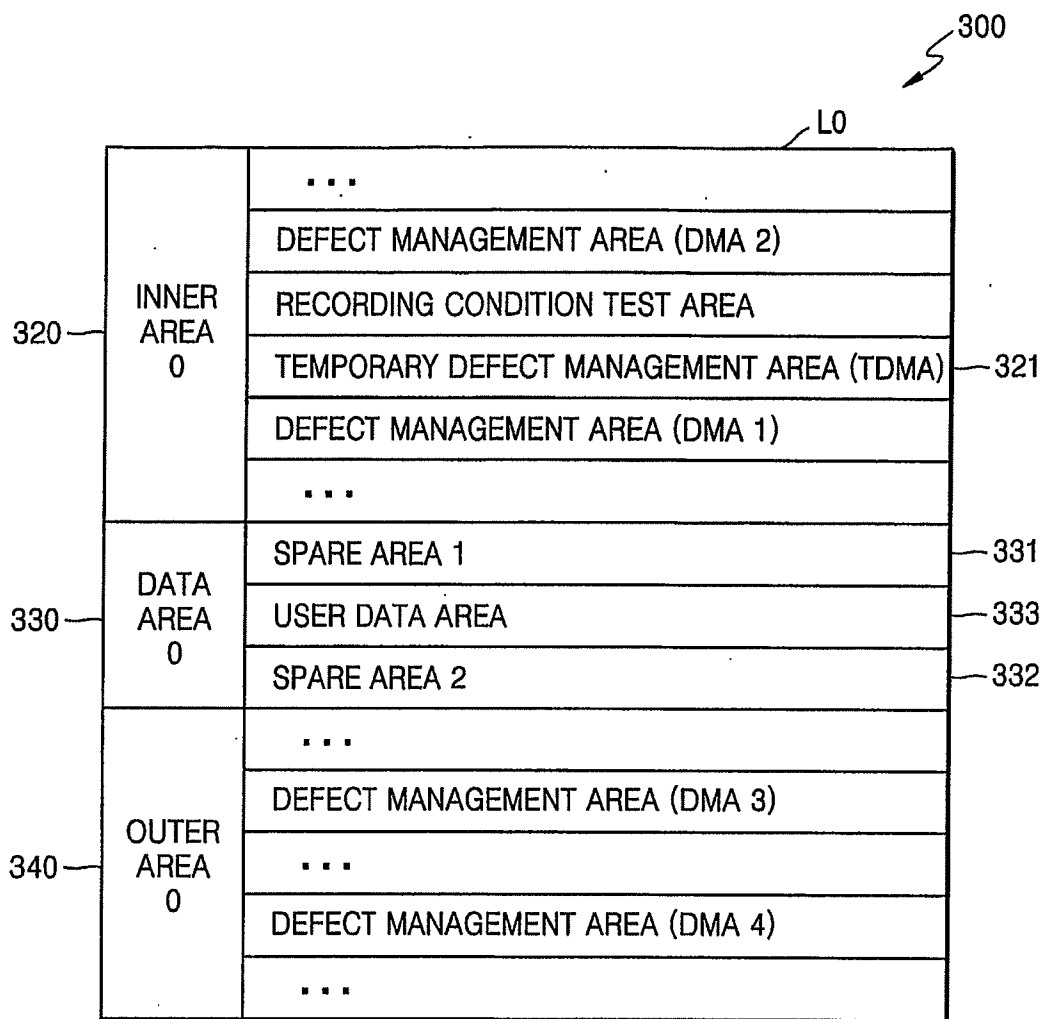 300
L0
...
DEFECT MANAGEMENT AREA (DMA 2)
RECORDING CONDITION TEST AREA
TEMPORARY DEFECT MANAGEMENT AREA (TDMA)
321
DEFECT MANAGEMENT AREA (DMA 1)
...
320
INNER
AREA
0
SPARE AREA 1
331
USER DATA AREA
333
SPARE AREA 2
332
330
DATA
AREA
0
...
DEFECT MANAGEMENT AREA (DMA 3)
...
DEFECT MANAGEMENT AREA (DMA 4)
...
340
OUTER
AREA
0